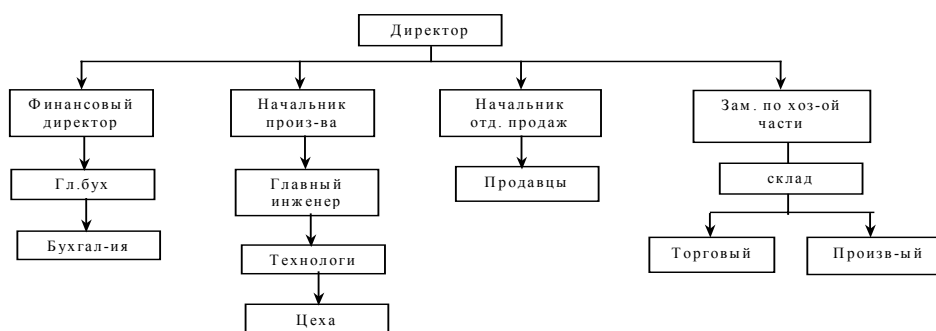 Директор
Финансовый
директор
Начальник
произ-ва
Начальник
отд. продаж
Зам. по хоз-ой
части
Гл.бух
Главный
инженер
Продавцы
склад
Бухгал-ия
Технологи
Торговый
Произв-ый
Цеха